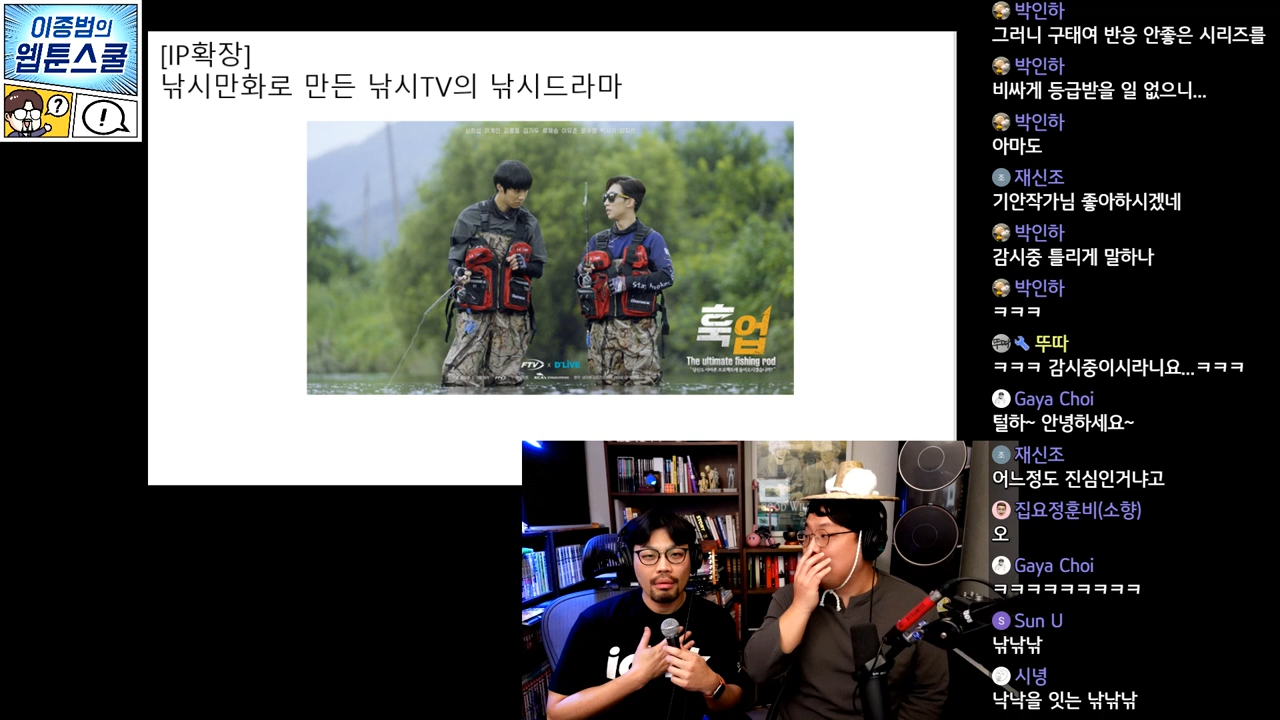 이종범의
웹툰스쿨
?
!
[IP확장]
낚시만화로 만든 낚시TV의 낚시드라마
훅업
The ultimate fishing rod
FTV x D'LIVE
박인하
그러니 구태여 반응 안좋은 시리즈를
박인하
비싸게 등급받을 일 없으니...
박인하
아마도
조 재신조
기안작가님 좋아하시겠네
박인하
감시중 틀리게 말하나
박인하
ㅋㅋㅋ
뚜따
ㅋㅋㅋ 감시중이시라니요...ㅋㅋㅋ
Gaya Choi
털하~ 안녕하세요~
조 재신조
어느정도 진심인거냐고
집요정훈비(소향)
오
Gaya Choi
ㅋㅋㅋㅋㅋㅋㅋㅋㅋ
S Sun U
낚낚낚
시녕
낙낙을 잇는 낚낚낚